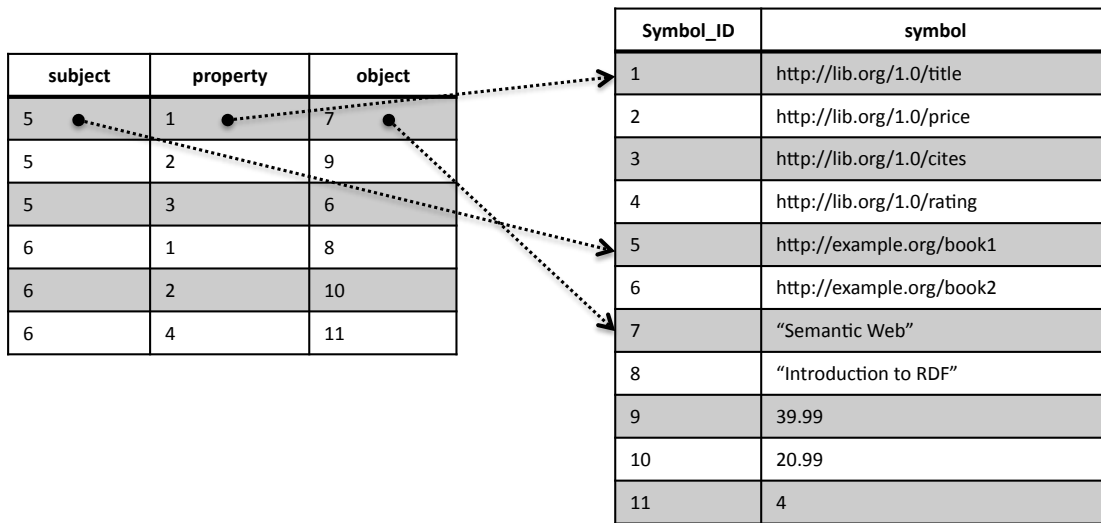 subject property object
5 1 7
5 2 9
5 3 6
6 1 8
6 2 10
6 4 11
Symbol_ID symbol
1 http://lib.org/1.0/title
2 http://lib.org/1.0/price
3 http://lib.org/1.0/cites
4 http://lib.org/1.0/rating
5 http://example.org/book1
6 http://example.org/book2
7 “Semantic Web”
8 “Introduction to RDF”
9 39.99
10 20.99
11 4